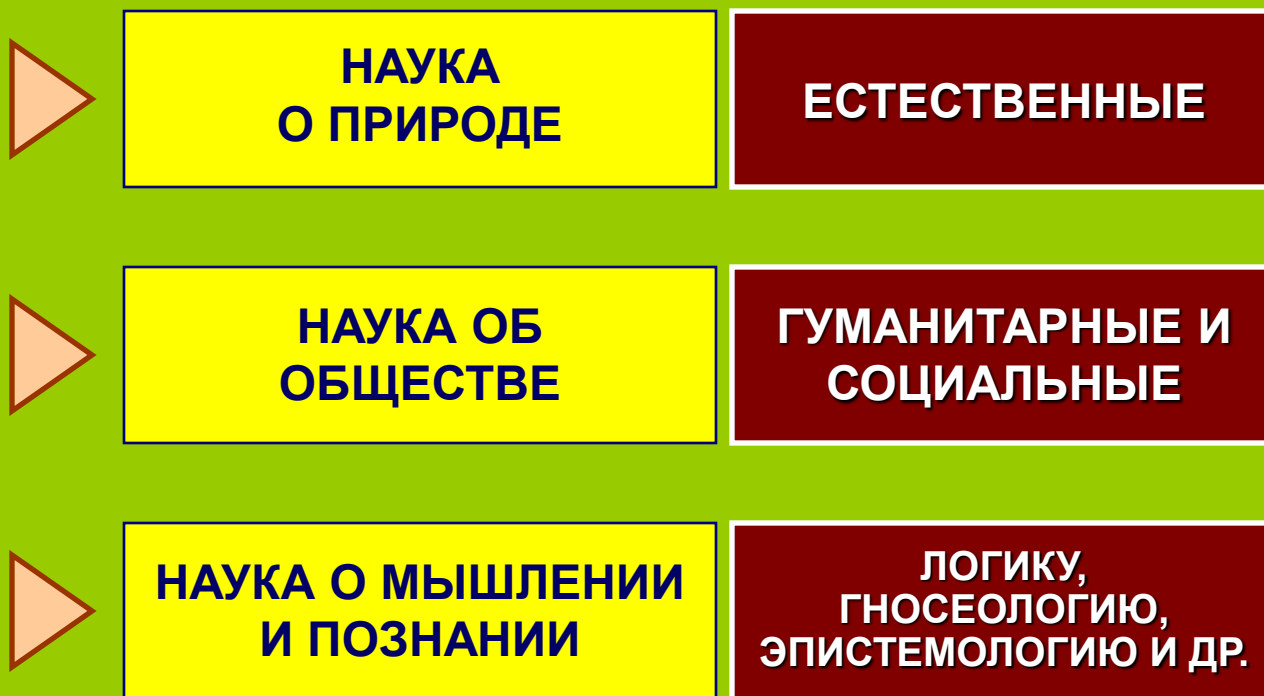 НАУКА
О ПРИРОДЕ
ЕСТЕСТВЕННЫЕ
НАУКА ОБ
ОБЩЕСТВЕ
ГУМАНИТАРНЫЕ И
СОЦИАЛЬНЫЕ
НАУКА О МЫШЛЕНИИ
И ПОЗНАНИИ
ЛОГИКУ,
ГНОСЕОЛОГИЮ,
ЭПИСТЕМОЛОГИЮ И ДР.